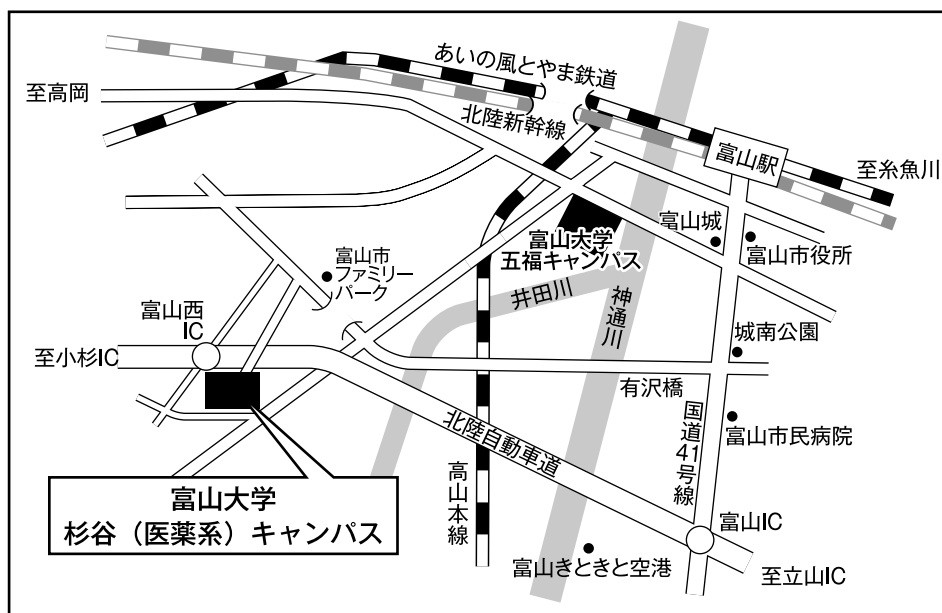 あいの風とやま鉄道
至高岡
北陸新幹線
富山駅
至糸魚川
富山城
富山市役所
富山大学
五福キャンパス
富山市
ファミリー
パーク
井田川
神通川
富山西
IC
城南公園
至小杉IC
有沢橋
国道41号線
富山市民病院
北陸自動車道
高山本線
富山大学
杉谷（医薬系）キャンパス
富山IC
富山きときと空港
至立山IC